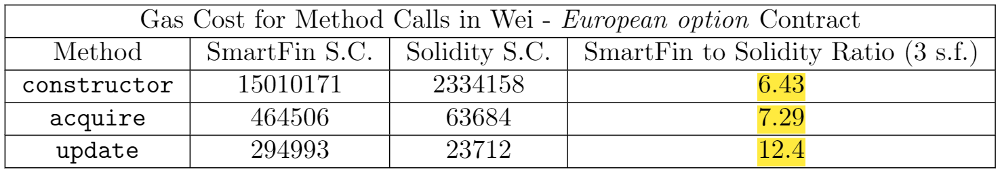 Gas Cost for Method Calls in Wei - European option Contract
Method SmartFin S.C. Solidity S.C. SmartFin to Solidity Ratio (3 s.f.)
constructor 15010171 2334158 6.43
acquire 464506 63684 7.29
update 294993 23712 12.4